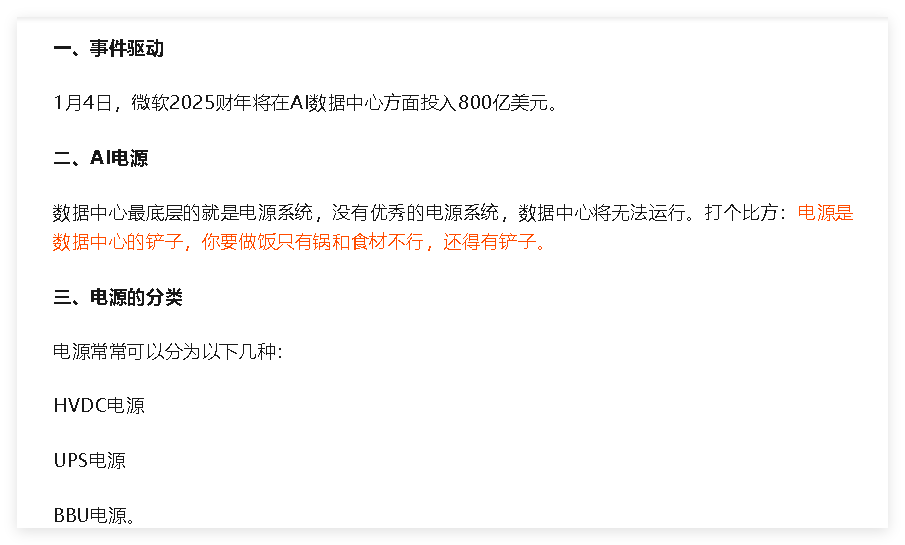 一、事件驱动
1月4日，微软2025财年将在AI数据中心方面投入800亿美元。
二、AI电源
数据中心最底层的就是电源系统，没有优秀的电源系统，数据中心将无法运行。打个比方：电源是
数据中心的铲子，你要做饭只有锅和食材不行，还得有铲子。
三、电源的分类
电源常常可以分为以下几种：
HVDC电源
UPS电源
BBU电源。